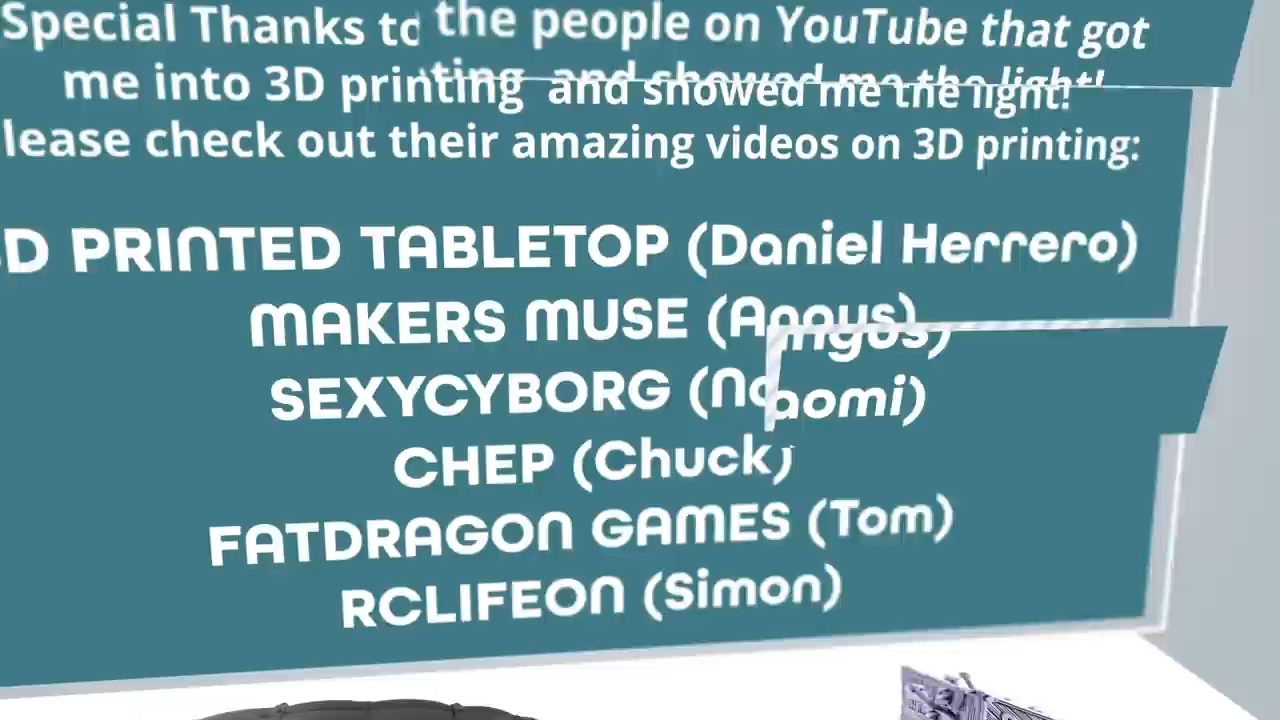 Special Thanks to the people on YouTube that got
me into 3D printing and showed me the light!
lease check out their amazing videos on 3D printing:
D PRINTED TABLETOP (Daniel Herrero)
MAKERS MUSE (Angus)
SEXYCYBORG (Naomi)
CHEP (Chuck)
FATDRAGON GAMES (Tom)
RCLIFEON (Simon)